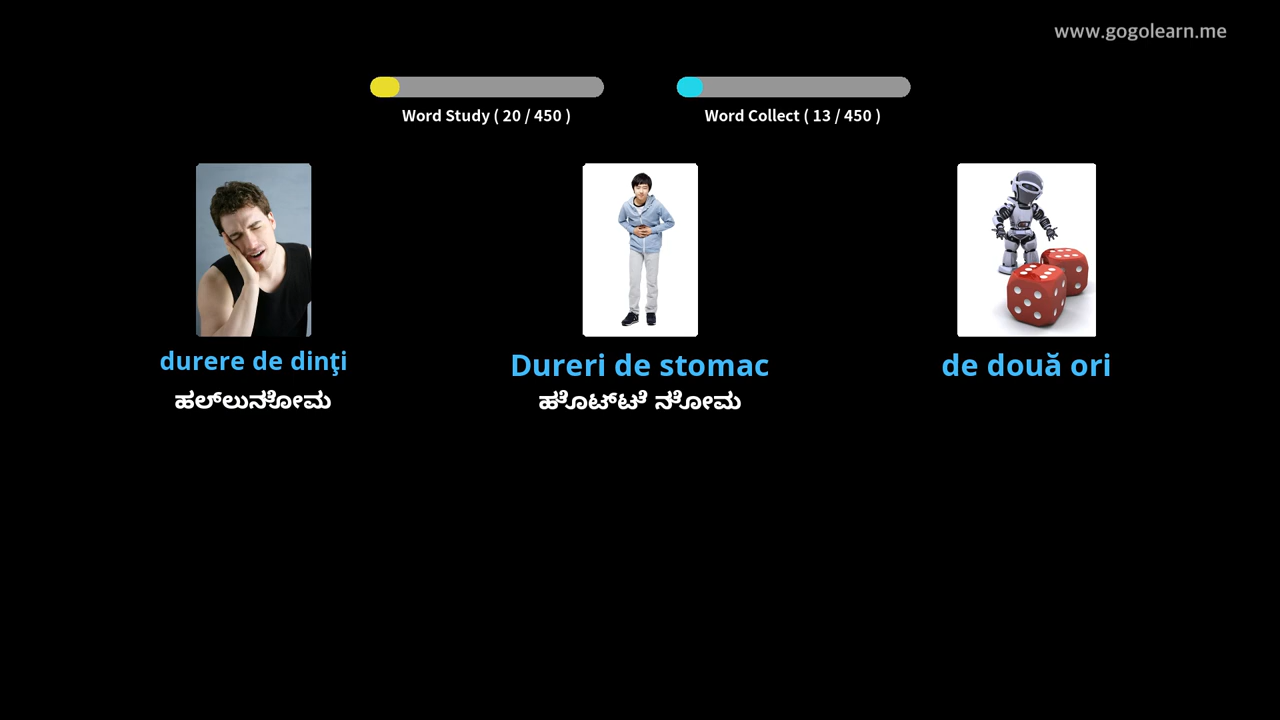 www.gogolearn.me
Word Study ( 20 / 450 )
Word Collect ( 13 / 450 )
durere de dinţi
Dureri de stomac
de două ori
ಹಲ್ಲುನೋವು
ಹೊಟ್ಟೆ ನೋವು